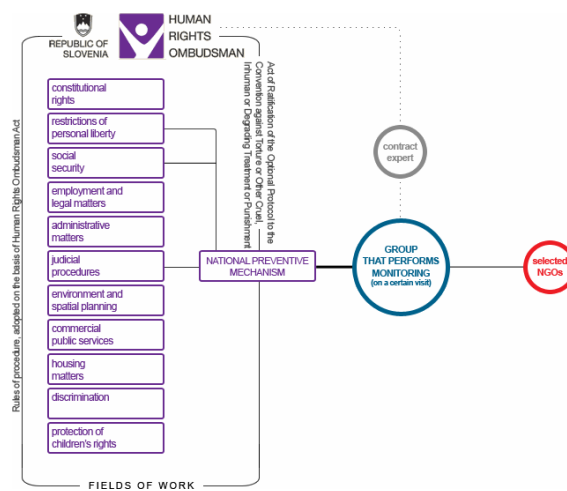 REPUBLIC OF
SLOVENIA
HUMAN
RIGHTS
OMBUDSMAN
Rules of procedure, adopted on the basis of Human Rights Ombudsman Act
Act of Ratification of the Optional Protocol to the
Convention against Torture or Other Cruel,
Inhuman or Degrading Treatment or Punishment
constitutional
rights
restrictions of
personal liberty
social
security
employment and
legal matters
administrative
matters
judicial
procedures
environment and
spatial planning
commercial
public services
housing
matters
discrimination
protection of
children's rights
NATIONAL PREVENTIVE
MECHANISM
contract
expert
GROUP
THAT PERFORMS
MONITORING
(on a certain visit)
selected
NGOs
FIELDS OF WORK